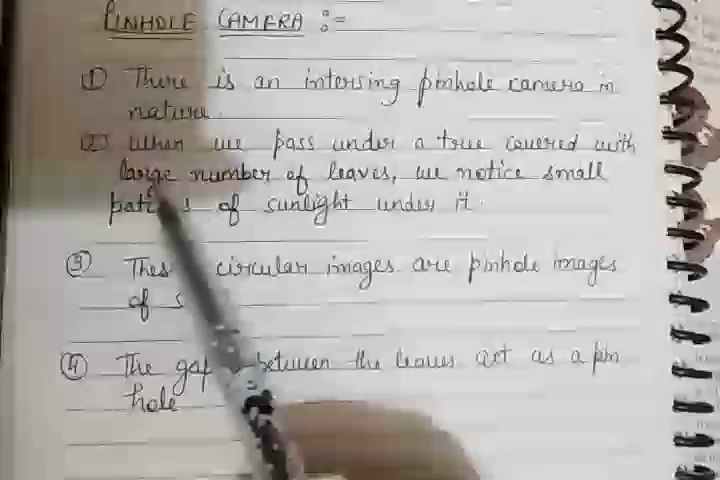 PINHOLE CAMERA :=
① There is an intersing pinhole camera in
nature.
② When we pass under a tree covered with
large number of leaves, we notice small
of sunlight under it.
③ circular images are pinhole images
of
④ The gap between the leaves act as a pin
hole